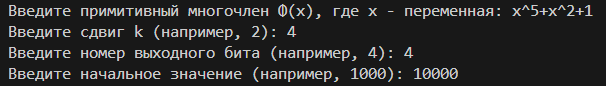 Введите примитивный многочлен Ф(x), где x - переменная: x^5+x^2+1
Введите сдвиг k (например, 2): 4
Введите номер выходного бита (например, 4): 4
Введите начальное значение (например, 1000): 10000